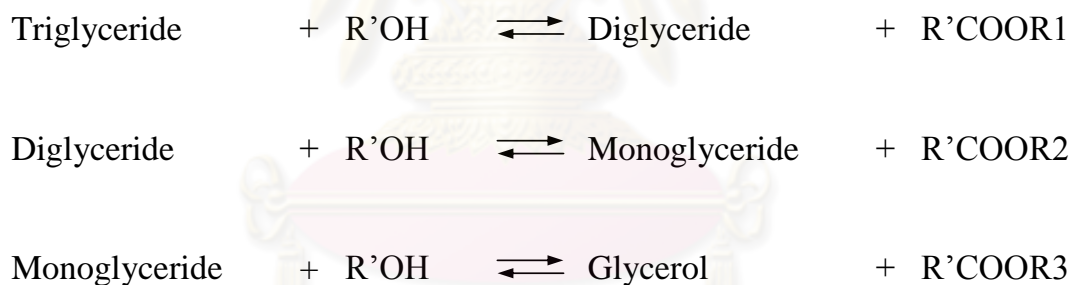 Triglyceride + R’OH ⇌ Diglyceride + R’COOR1
Diglyceride + R’OH ⇌ Monoglyceride + R’COOR2
Monoglyceride + R’OH ⇌ Glycerol + R’COOR3